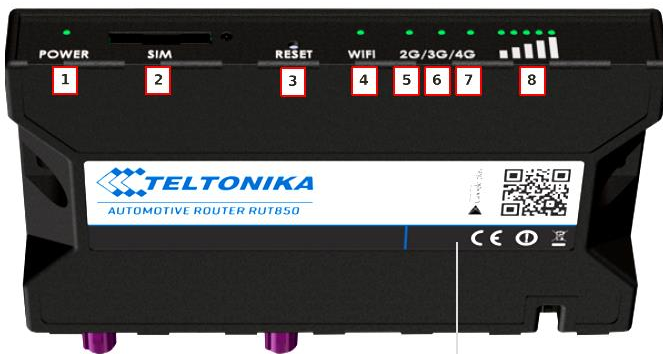 POWER SIM RESET WIFI 2G/3G/4G
1 2 3 4 5 6 7 8
TELTONIKA
AUTOMOTIVE ROUTER RUT850
CE